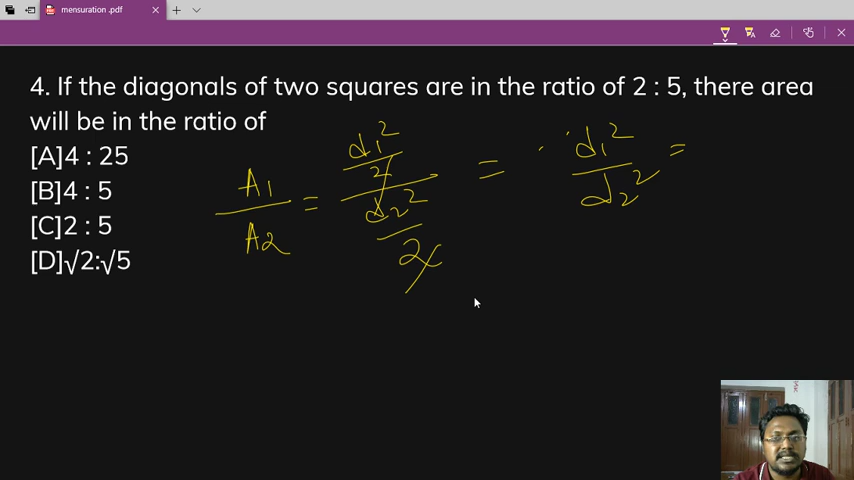 mensuration .pdf
4. If the diagonals of two squares are in the ratio of 2 : 5, there area
will be in the ratio of
[A]4 : 25
[B]4 : 5
[C]2 : 5
[D]√2:√5
A1/A2 = (d1²/2)/(d2²/2) = d1²/d2² =